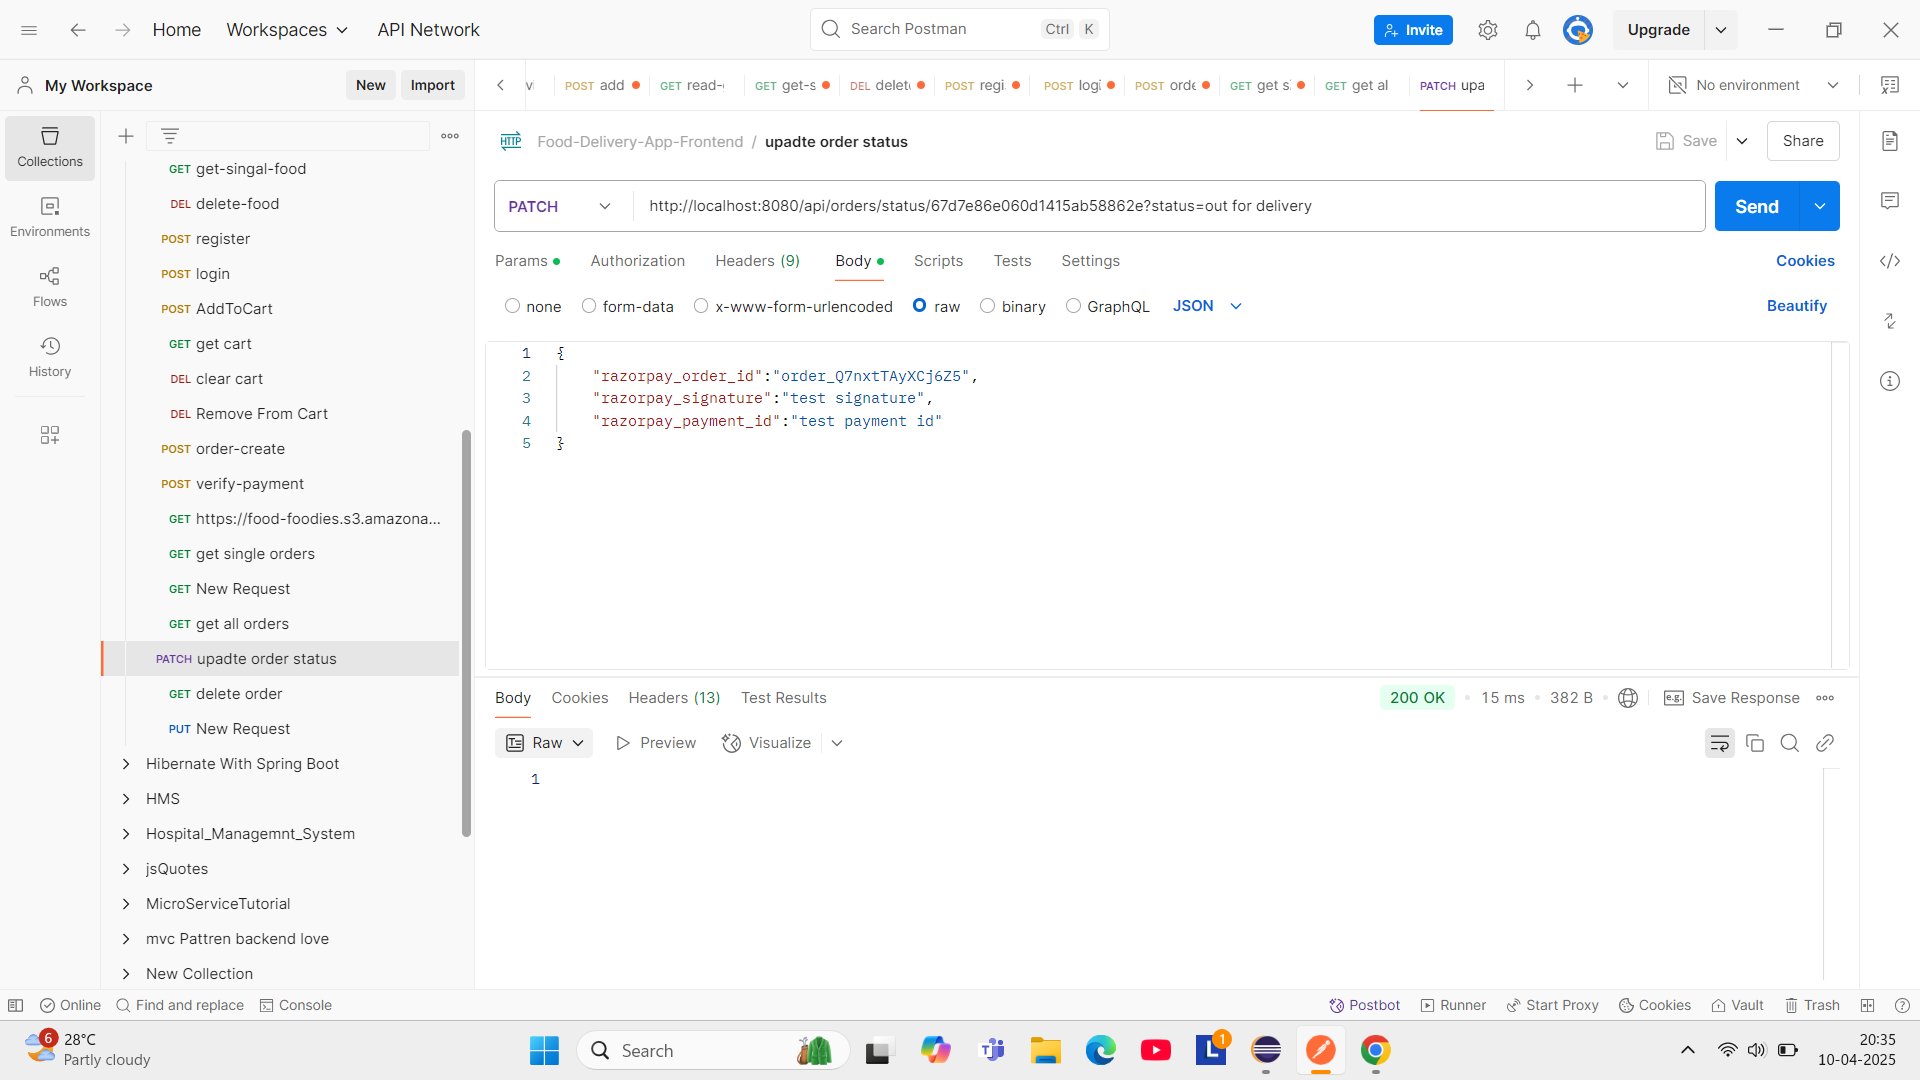 Home
Workspaces
API Network
Search Postman
Ctrl
K
Invite
Upgrade
My Workspace
New
Import
POST add
GET read-
GET get-s
DEL delet
POST regi
POST logi
POST orde
GET get s
GET get al
PATCH upa
No environment
Collections
Environments
Flows
History
GET get-singal-food
DEL delete-food
POST register
POST login
POST AddToCart
GET get cart
DEL clear cart
DEL Remove From Cart
POST order-create
POST verify-payment
GET https://food-foodies.s3.amazona...
GET get single orders
GET New Request
GET get all orders
PATCH upadte order status
GET delete order
PUT New Request
Hibernate With Spring Boot
HMS
Hospital_Managemnt_System
jsQuotes
MicroServiceTutorial
mvc Pattren backend love
New Collection
HTTP Food-Delivery-App-Frontend / upadte order status
Save
Share
PATCH
http://localhost:8080/api/orders/status/67d7e86e060d1415ab58862e?status=out for delivery
Send
Params
Authorization
Headers (9)
Body
Scripts
Tests
Settings
Cookies
none
form-data
x-www-form-urlencoded
raw
binary
GraphQL
JSON
Beautify
1 {
2 "razorpay_order_id":"order_Q7nxtTAyXCj6Z5",
3 "razorpay_signature":"test signature",
4 "razorpay_payment_id":"test payment id"
5 }
Body
Cookies
Headers (13)
Test Results
200 OK
15 ms
382 B
e.g. Save Response
Raw
Preview
Visualize
1
Online
Find and replace
Console
Postbot
Runner
Start Proxy
Cookies
Vault
Trash
6
28°C
Partly cloudy
Search
L
1
20:35
10-04-2025